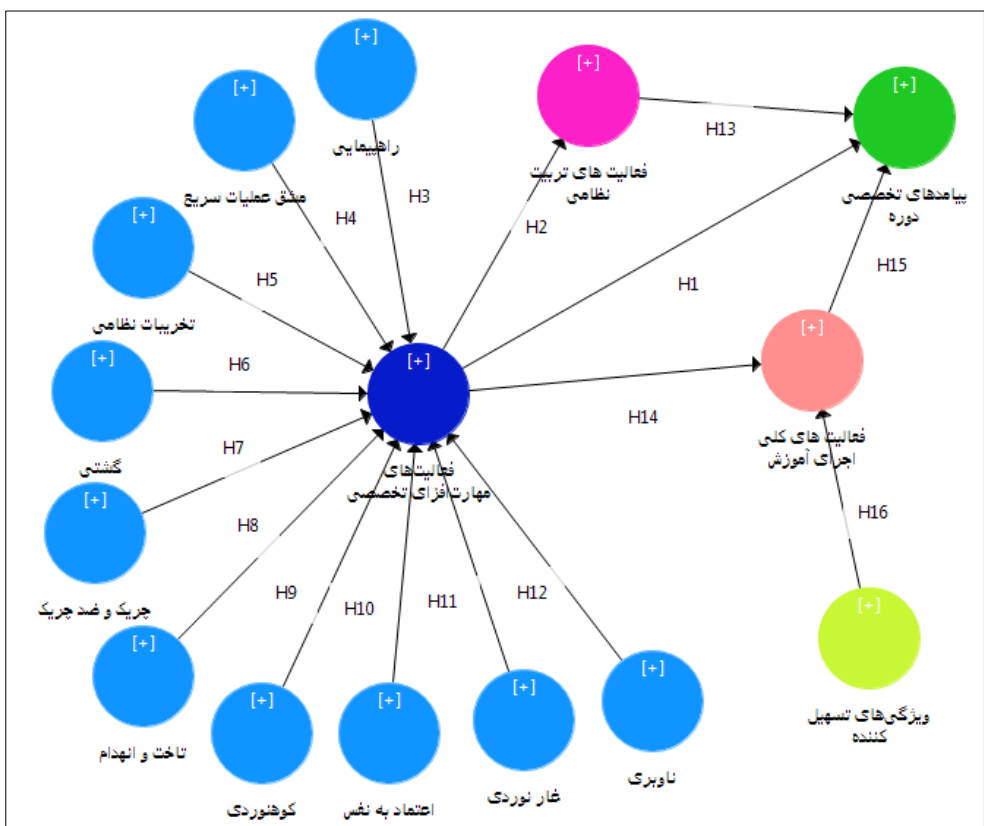 [+]
[+]
[+]
[+]
راهپیمایی
مشق عملیات سریع
فعالیت های تربیت
نظامی
پیامدهای تخصصی
دوره
H13
H3
H4
H2
[+]
H5
H15
H1
تخریبات نظامی
[+]
[+]
[+]
H6
H14
گشتی
فعالیت های کلی
اجرای آموزش
فعالیت‌های
مهارت‌افزای تخصصی
H7
[+]
H16
H8
چریک و ضد چریک
H9
H10
H11
H12
[+]
[+]
[+]
[+]
[+]
[+]
ویژگی‌های تسهیل
کننده
تاخت و انهدام
کوهنوردی
اعتماد به نفس
غار نوردی
ناوبری